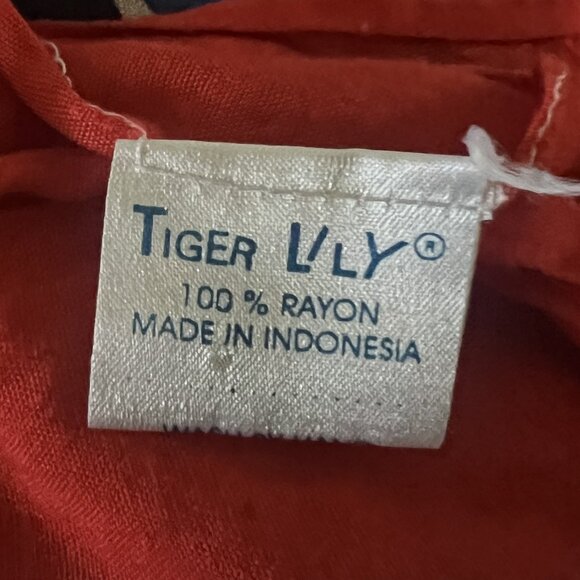 TIGER LILY®
100 % RAYON
MADE IN INDONESIA